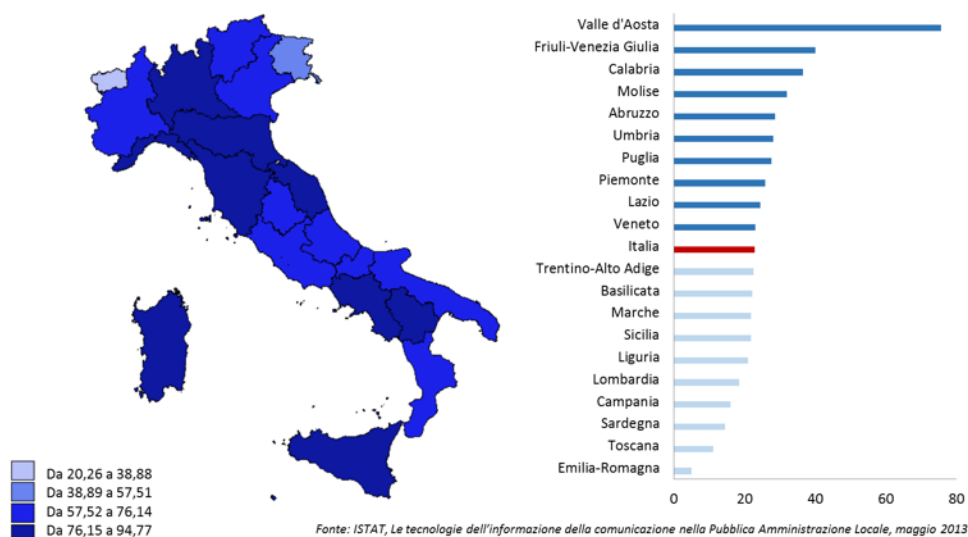 Valle d'Aosta
Friuli-Venezia Giulia
Calabria
Molise
Abruzzo
Umbria
Puglia
Piemonte
Lazio
Veneto
Italia
Trentino-Alto Adige
Basilicata
Marche
Sicilia
Liguria
Lombardia
Campania
Sardegna
Toscana
Emilia-Romagna
0 20 40 60 80
Da 20,26 a 38,88
Da 38,89 a 57,51
Da 57,52 a 76,14
Da 76,15 a 94,77
Fonte: ISTAT, Le tecnologie dell'informazione della comunicazione nella Pubblica Amministrazione Locale, maggio 2013